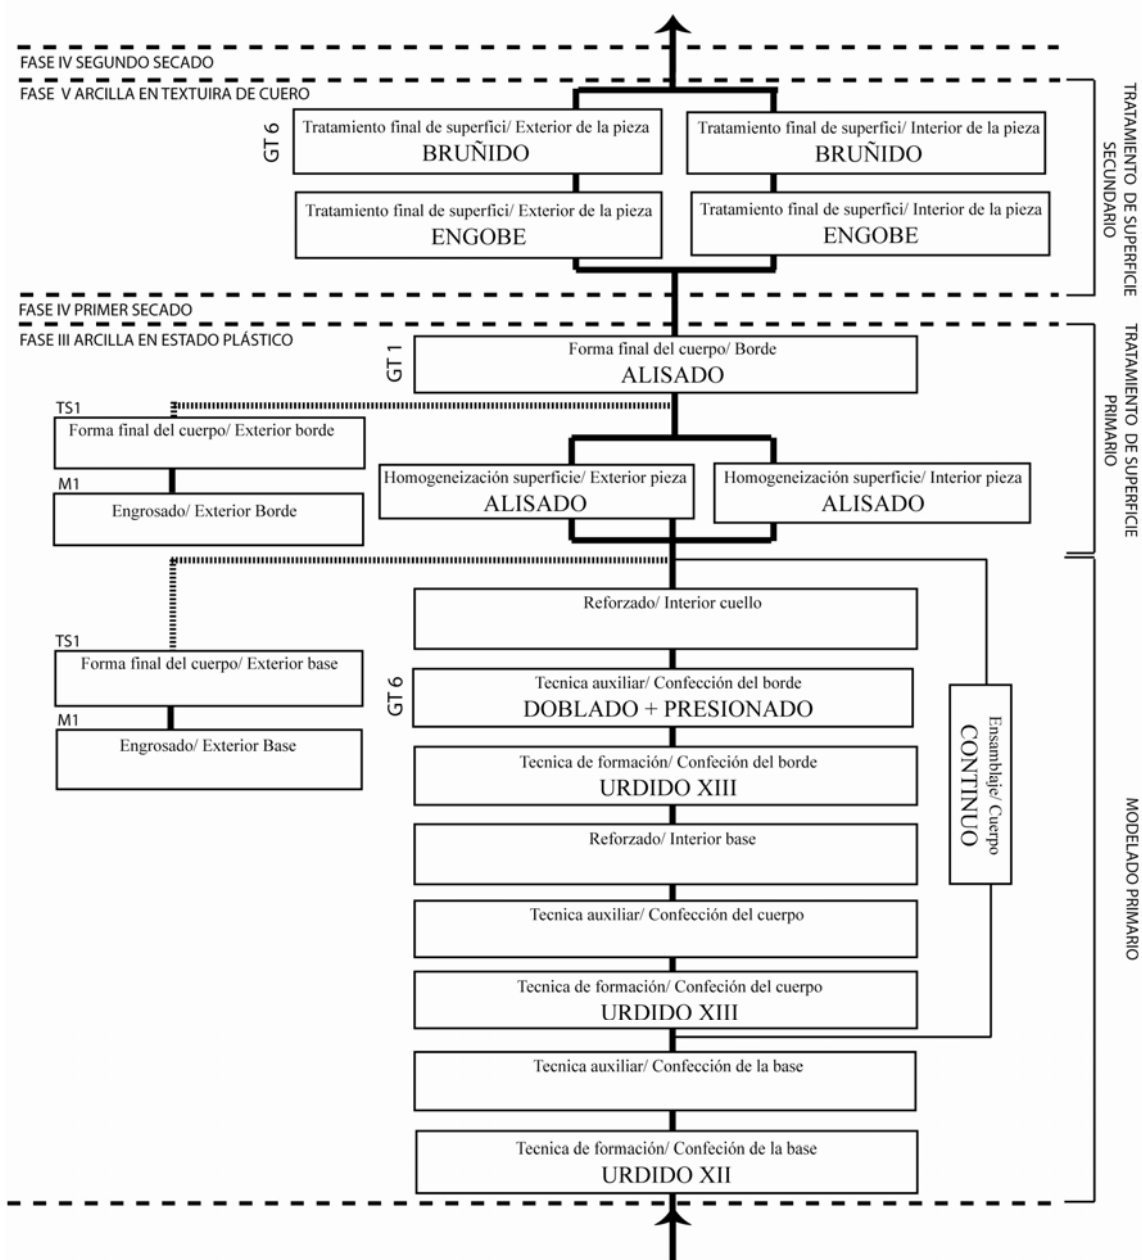 FASE IV SEGUNDO SECADO
FASE V ARCILLA EN TEXTUIRA DE CUERO
TRATAMIENTO DE SUPERFICIE
SECUNDARIO
GT 6
Tratamiento final de superfici/ Exterior de la pieza
BRUÑIDO
Tratamiento final de superfici/ Interior de la pieza
BRUÑIDO
Tratamiento final de superfici/ Exterior de la pieza
ENGOBE
Tratamiento final de superfici/ Interior de la pieza
ENGOBE
FASE IV PRIMER SECADO
FASE III ARCILLA EN ESTADO PLÁSTICO
TRATAMIENTO DE SUPERFICIE
PRIMARIO
GT 1
Forma final del cuerpo/ Borde
ALISADO
TS1
Forma final del cuerpo/ Exterior borde
M1
Engrosado/ Exterior Borde
Homogeneización superficie/ Exterior pieza
ALISADO
Homogeneización superficie/ Interior pieza
ALISADO
MODELADO PRIMARIO
Reforzado/ Interior cuello
TS1
Forma final del cuerpo/ Exterior base
M1
Engrosado/ Exterior Base
GT 6
Tecnica auxiliar/ Confección del borde
DOBLADO + PRESIONADO
Tecnica de formación/ Confeción del borde
URDIDO XIII
Ensamblaje/ Cuerpo
CONTINUO
Reforzado/ Interior base
Tecnica auxiliar/ Confección del cuerpo
Tecnica de formación/ Confeción del cuerpo
URDIDO XIII
Tecnica auxiliar/ Confección de la base
Tecnica de formación/ Confeción de la base
URDIDO XII